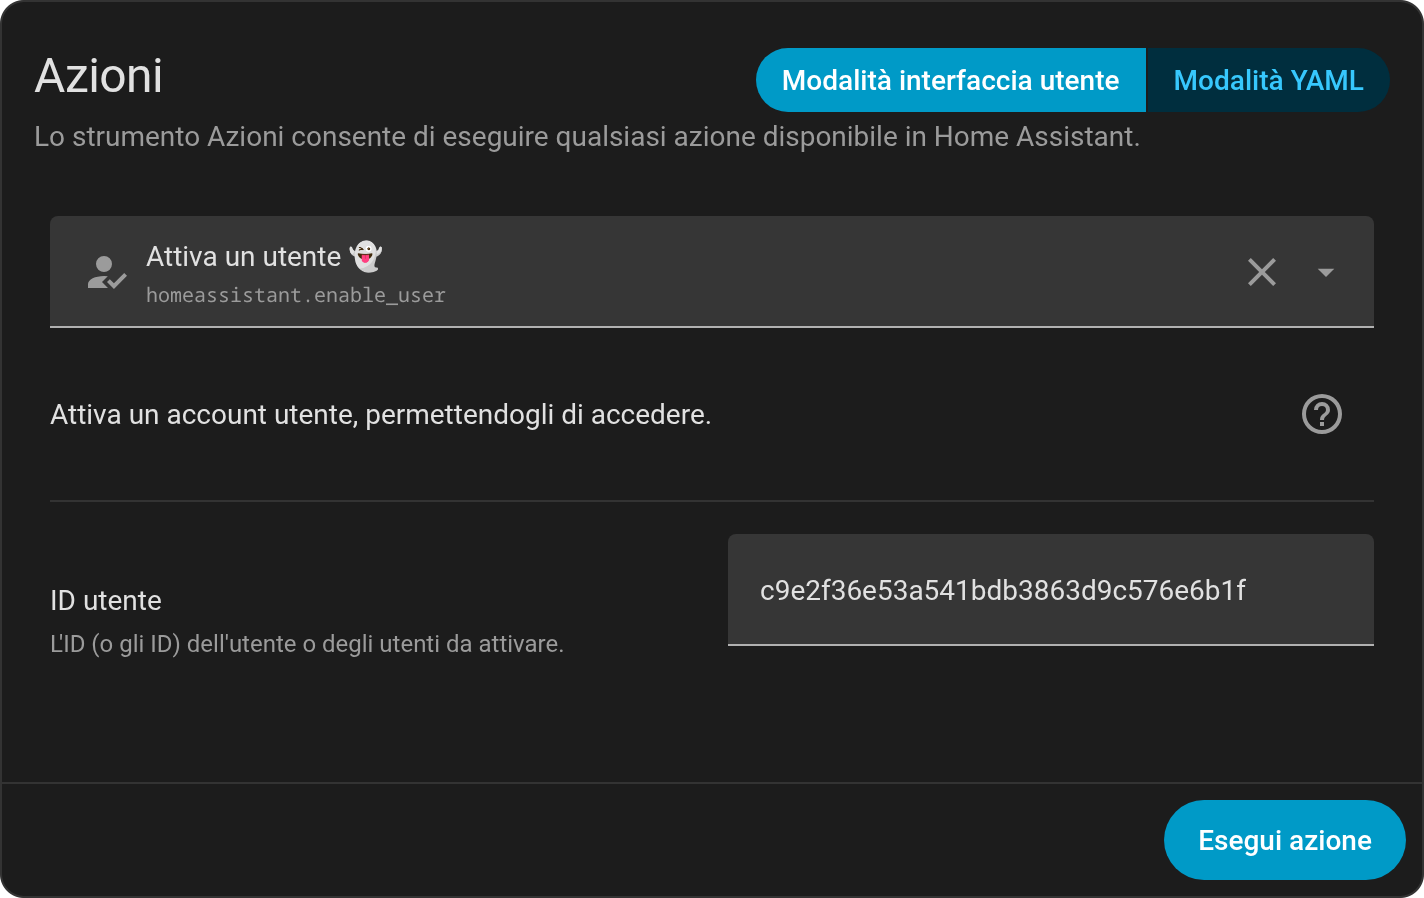 Azioni
Modalità interfaccia utente
Modalità YAML
Lo strumento Azioni consente di eseguire qualsiasi azione disponibile in Home Assistant.
Attiva un utente 👻
homeassistant.enable_user
Attiva un account utente, permettendogli di accedere.
ID utente
L'ID (o gli ID) dell'utente o degli utenti da attivare.
c9e2f36e53a541bdb3863d9c576e6b1f
Esegui azione